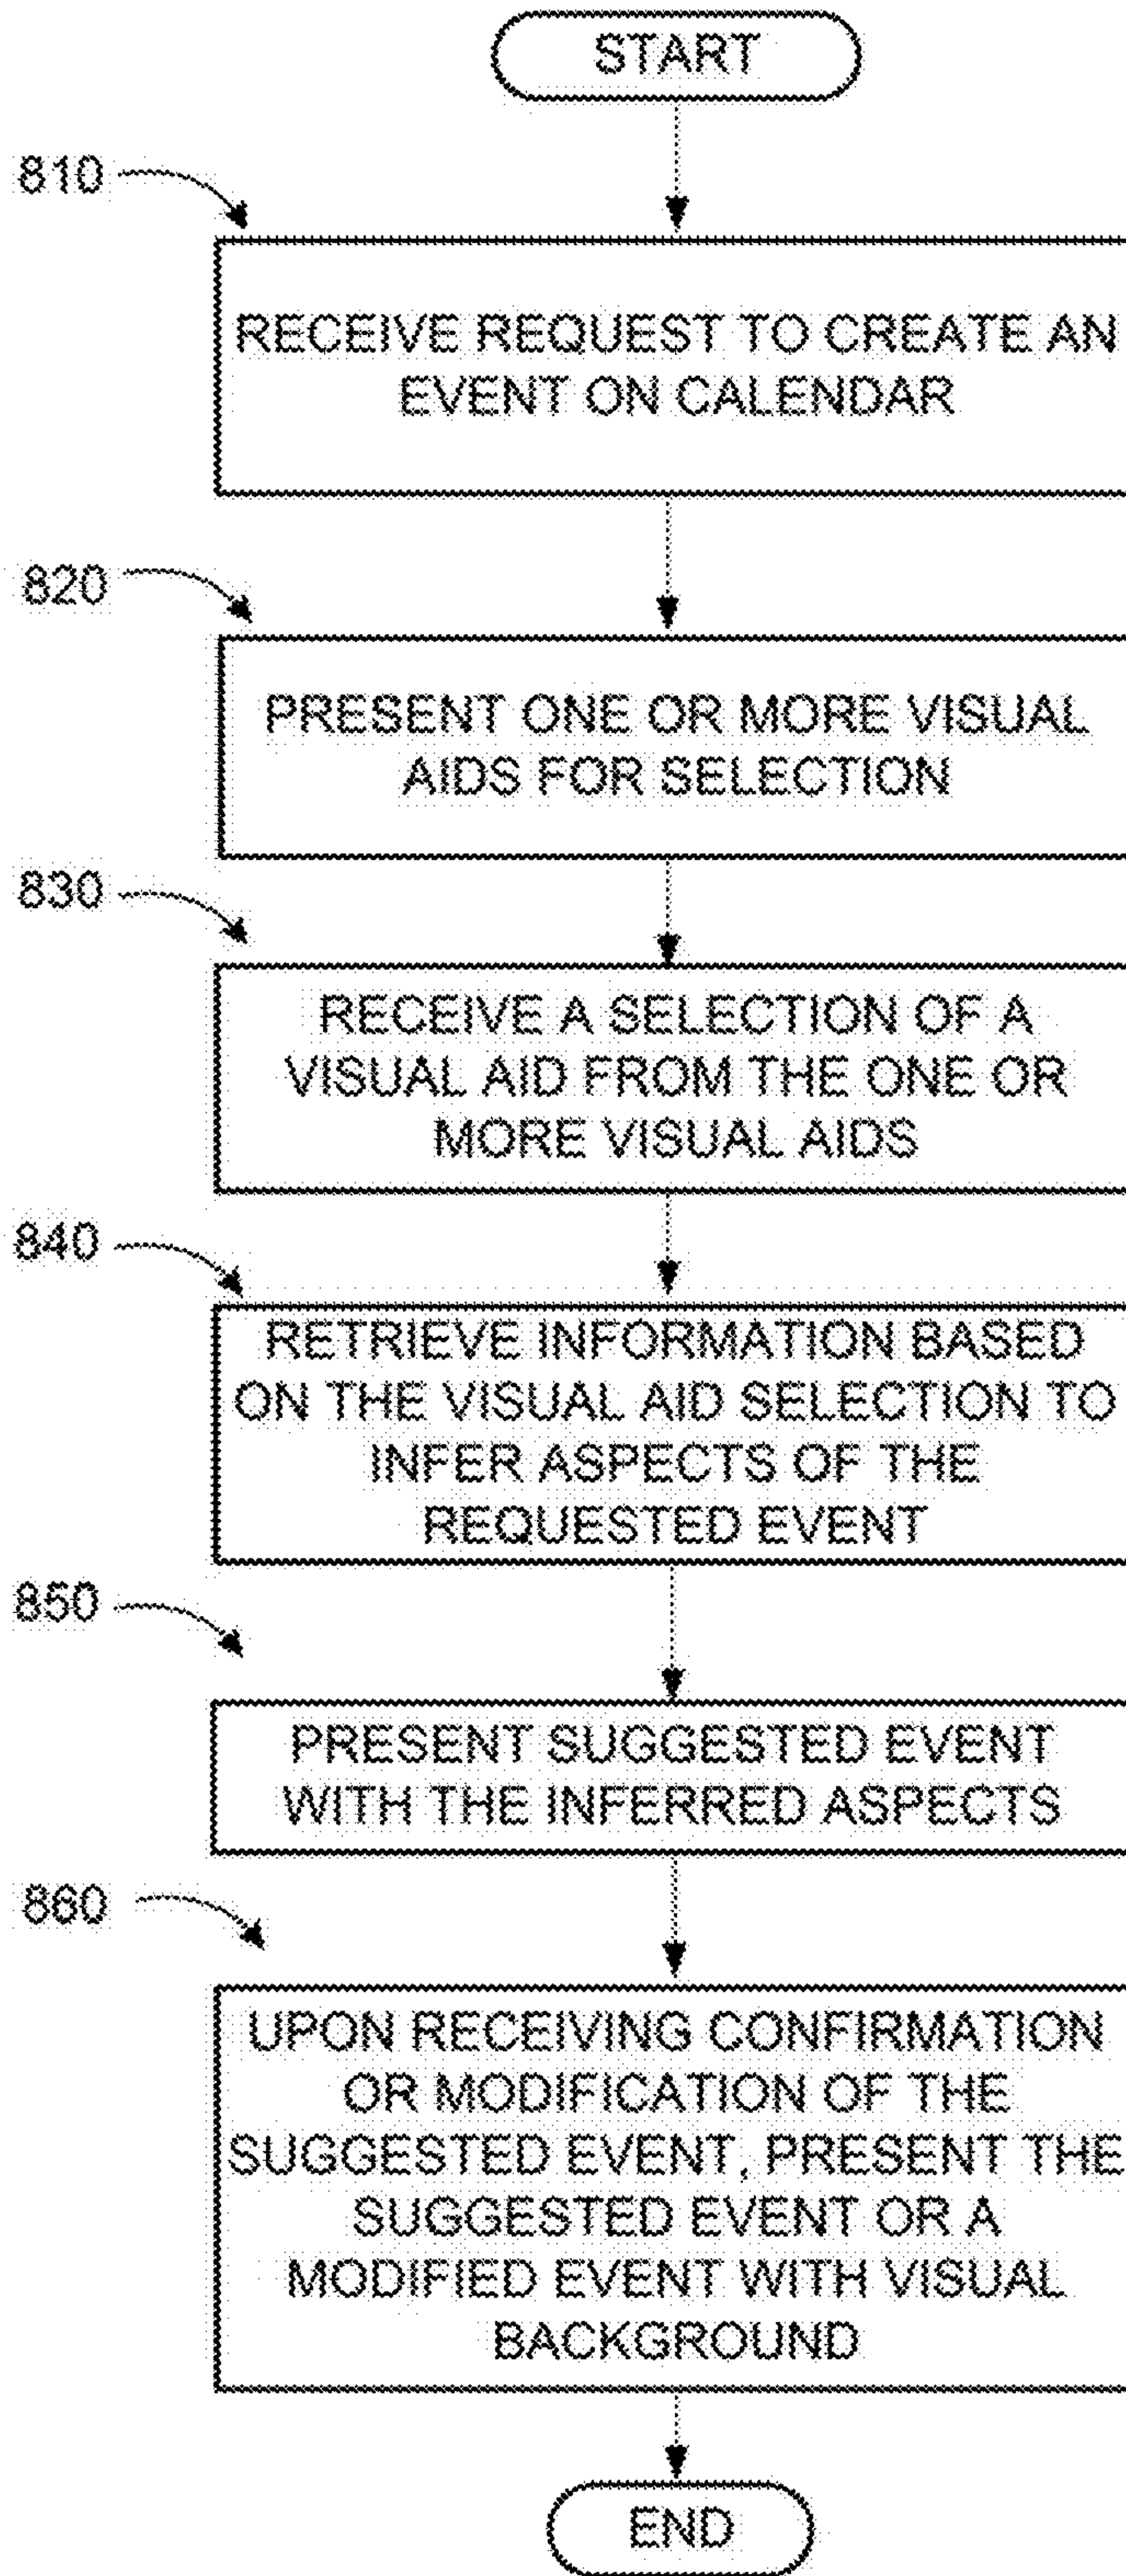 START
810
RECEIVE REQUEST TO CREATE AN
EVENT ON CALENDAR
820
PRESENT ONE OR MORE VISUAL
AIDS FOR SELECTION
830
RECEIVE A SELECTION OF A
VISUAL AID FROM THE ONE OR
MORE VISUAL AIDS
840
RETRIEVE INFORMATION BASED
ON THE VISUAL AID SELECTION TO
INFER ASPECTS OF THE
REQUESTED EVENT
850
PRESENT SUGGESTED EVENT
WITH THE INFERRED ASPECTS
860
UPON RECEIVING CONFIRMATION
OR MODIFICATION OF THE
SUGGESTED EVENT, PRESENT THE
SUGGESTED EVENT OR A
MODIFIED EVENT WITH VISUAL
BACKGROUND
END